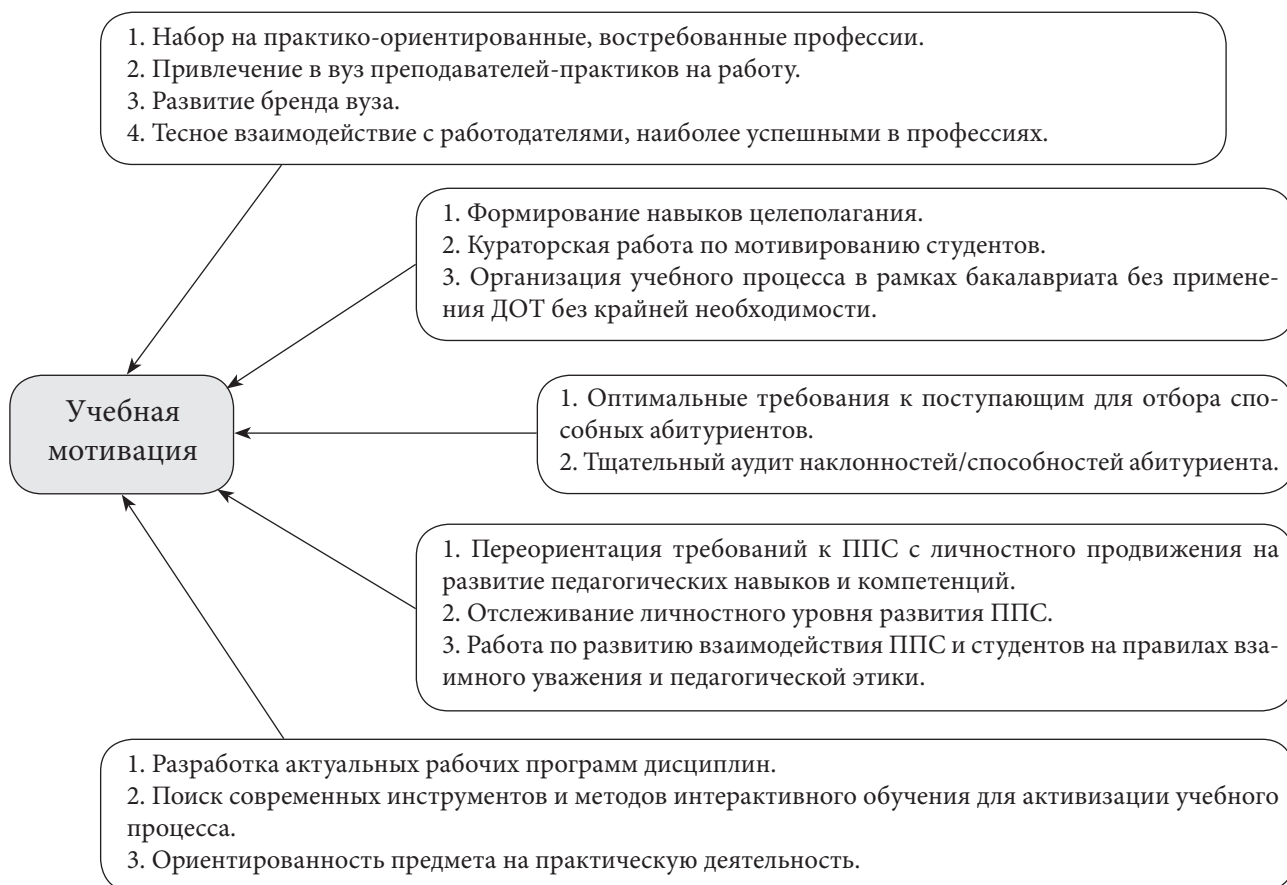 1. Набор на практико-ориентированные, востребованные профессии.
2. Привлечение в вуз преподавателей-практиков на работу.
3. Развитие бренда вуза.
4. Тесное взаимодействие с работодателями, наиболее успешными в профессиях.
1. Формирование навыков целеполагания.
2. Кураторская работа по мотивированию студентов.
3. Организация учебного процесса в рамках бакалавриата без примене-
ния ДОТ без крайней необходимости.
Учебная
мотивация
1. Оптимальные требования к поступающим для отбора спо-
собных абитуриентов.
2. Тщательный аудит наклонностей/способностей абитуриента.
1. Переориентация требований к ППС с личностного продвижения на
развитие педагогических навыков и компетенций.
2. Отслеживание личностного уровня развития ППС.
3. Работа по развитию взаимодействия ППС и студентов на правилах вза-
имного уважения и педагогической этики.
1. Разработка актуальных рабочих программ дисциплин.
2. Поиск современных инструментов и методов интерактивного обучения для активизации учебного
процесса.
3. Ориентированность предмета на практическую деятельность.